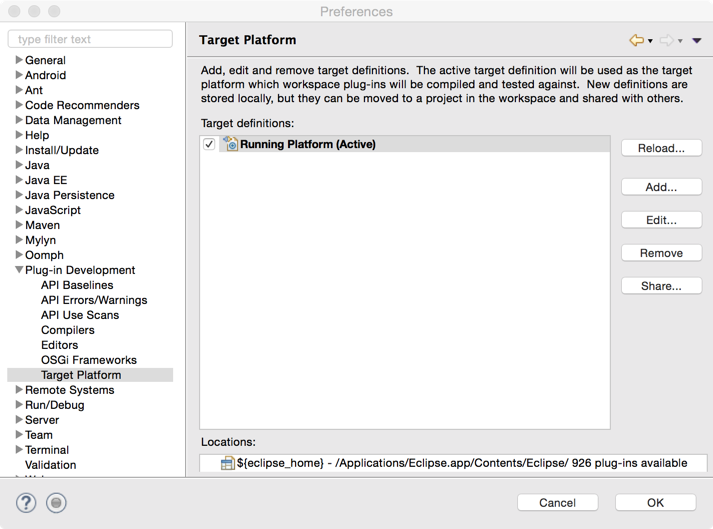 Preferences
type filter text
General
Android
Ant
Code Recommenders
Data Management
Help
Install/Update
Java
Java EE
Java Persistence
JavaScript
Maven
Mylyn
Oomph
Plug-in Development
API Baselines
API Errors/Warnings
API Use Scans
Compilers
Editors
OSGi Frameworks
Target Platform
Remote Systems
Run/Debug
Server
Team
Terminal
Validation
Target Platform
Add, edit and remove target definitions.  The active target definition will be used as the target
platform which workspace plug-ins will be compiled and tested against.  New definitions are
stored locally, but they can be moved to a project in the workspace and shared with others.
Target definitions:
Running Platform (Active)
Reload...
Add...
Edit...
Remove
Share...
Locations:
${eclipse_home} - /Applications/Eclipse.app/Contents/Eclipse/ 926 plug-ins available
?
Cancel
OK